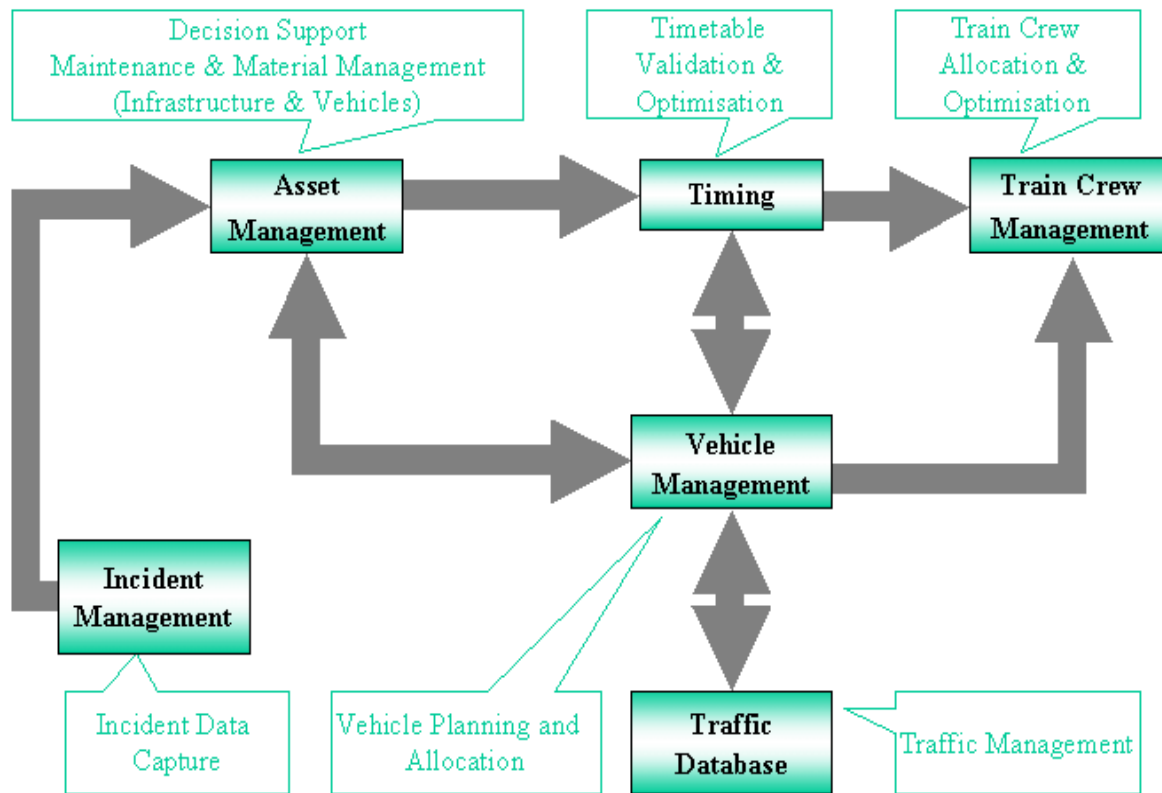 Decision Support
Maintenance & Material Management
(Infrastructure & Vehicles)
Timetable
Validation &
Optimisation
Train Crew
Allocation &
Optimisation
Asset
Management
Timing
Train Crew
Management
Vehicle
Management
Incident
Management
Incident Data
Capture
Vehicle Planning and
Allocation
Traffic
Database
Traffic Management